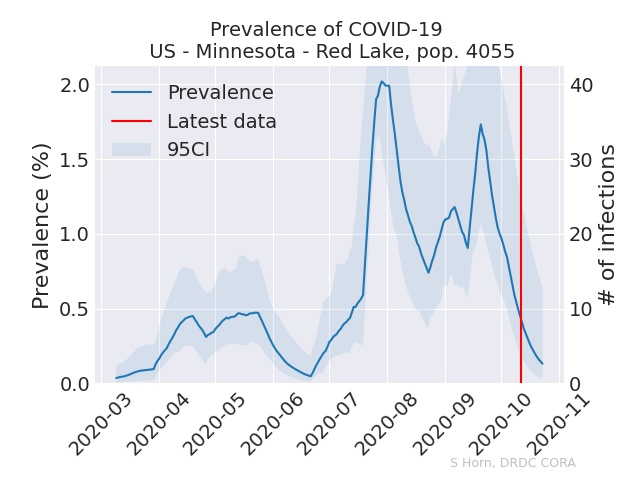 Prevalence of COVID-19
US - Minnesota - Red Lake, pop. 4055
Prevalence
Latest data
95CI
Prevalence (%)
2.0
1.5
1.0
0.5
0.0
# of infections
40
30
20
10
0
2020-03
2020-04
2020-05
2020-06
2020-07
2020-08
2020-09
2020-10
2020-11
S Horn, DRDC CORA